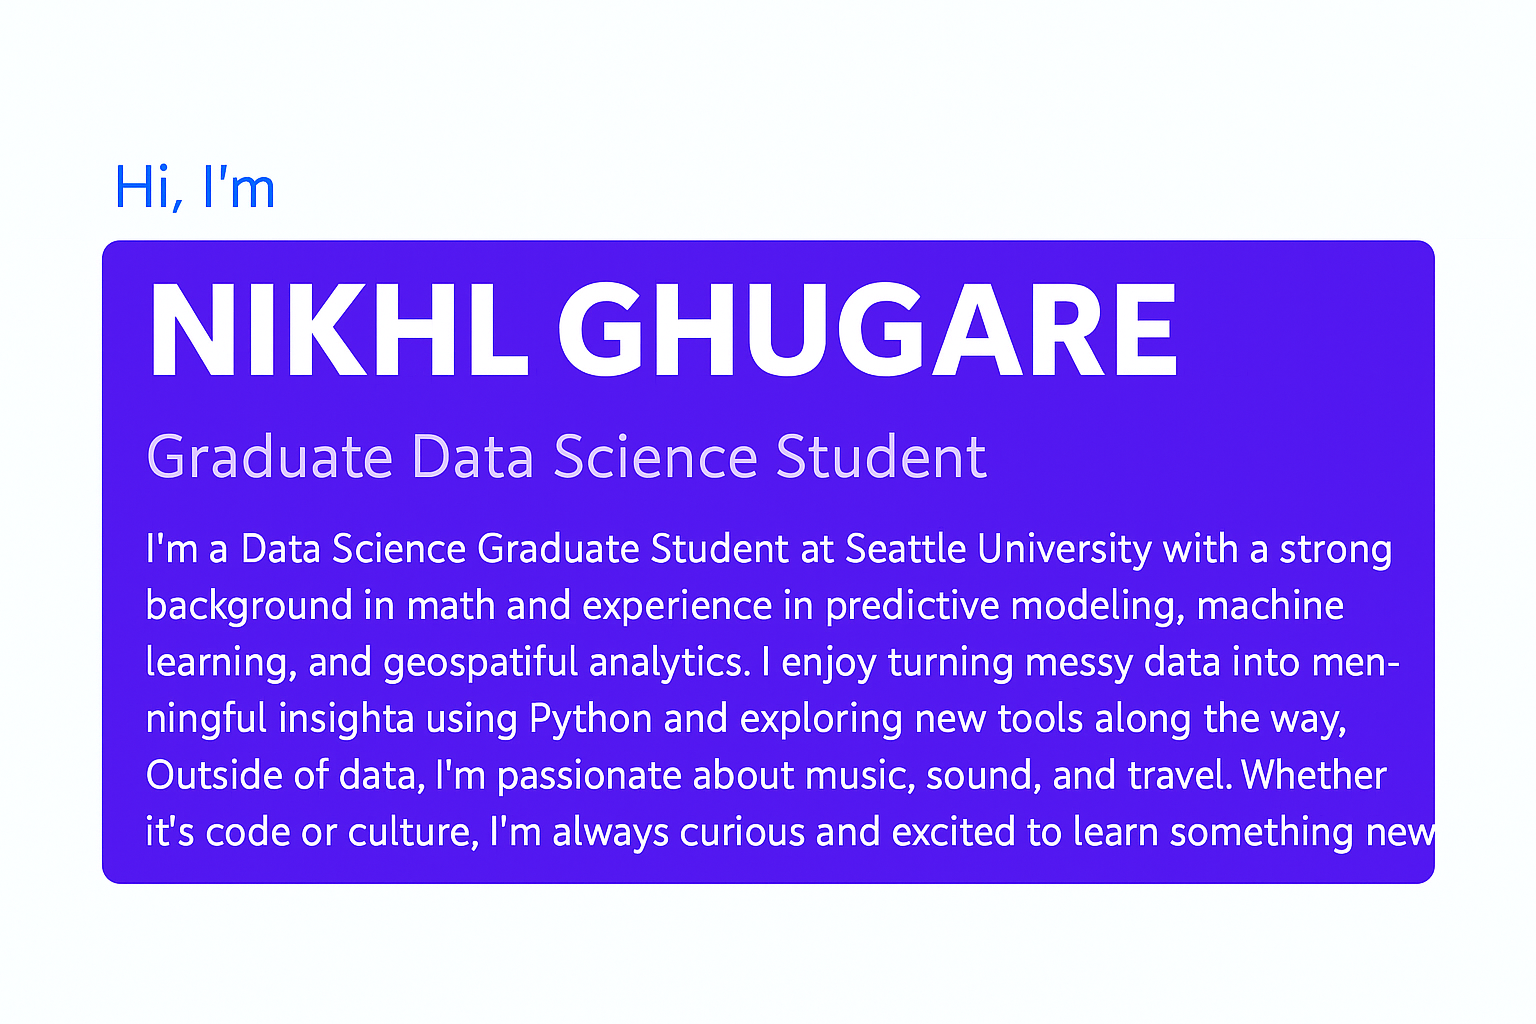 Hi, I'm
NIKHL GHUGARE
Graduate Data Science Student
I'm a Data Science Graduate Student at Seattle University with a strong
background in math and experience in predictive modeling, machine
learning, and geospatiful analytics. I enjoy turning messy data into men-
ningful insighta using Python and exploring new tools along the way,
Outside of data, I'm passionate about music, sound, and travel. Whether
it's code or culture, I'm always curious and excited to learn something new